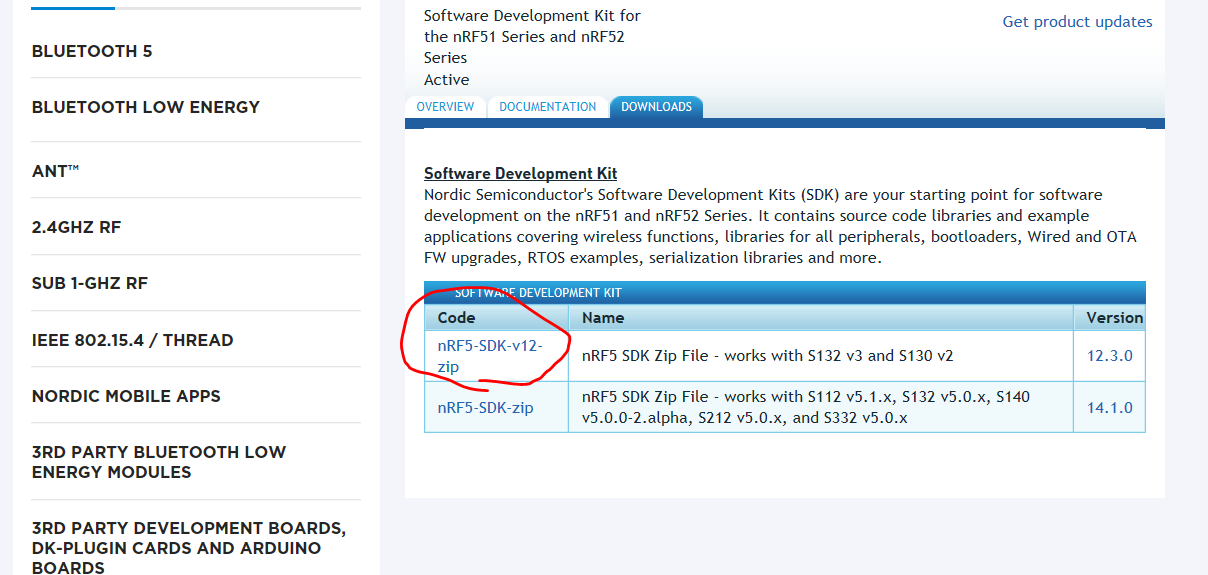 BLUETOOTH 5
BLUETOOTH LOW ENERGY
ANT™
2.4GHZ RF
SUB 1-GHZ RF
IEEE 802.15.4 / THREAD
NORDIC MOBILE APPS
3RD PARTY BLUETOOTH LOW
ENERGY MODULES
3RD PARTY DEVELOPMENT BOARDS,
DK-PLUGIN CARDS AND ARDUINO
BOARDS
Software Development Kit for
the nRF51 Series and nRF52
Series
Active
Get product updates
OVERVIEW DOCUMENTATION DOWNLOADS
Software Development Kit
Nordic Semiconductor's Software Development Kits (SDK) are your starting point for software
development on the nRF51 and nRF52 Series. It contains source code libraries and example
applications covering wireless functions, libraries for all peripherals, bootloaders, Wired and OTA
FW upgrades, RTOS examples, serialization libraries and more.
SOFTWARE DEVELOPMENT KIT
Code Name Version
nRF5-SDK-v12-
zip
nRF5 SDK Zip File - works with S132 v3 and S130 v2
12.3.0
nRF5-SDK-zip
nRF5 SDK Zip File - works with S112 v5.1.x, S132 v5.0.x, S140
v5.0.0-2.alpha, S212 v5.0.x, and S332 v5.0.x
14.1.0